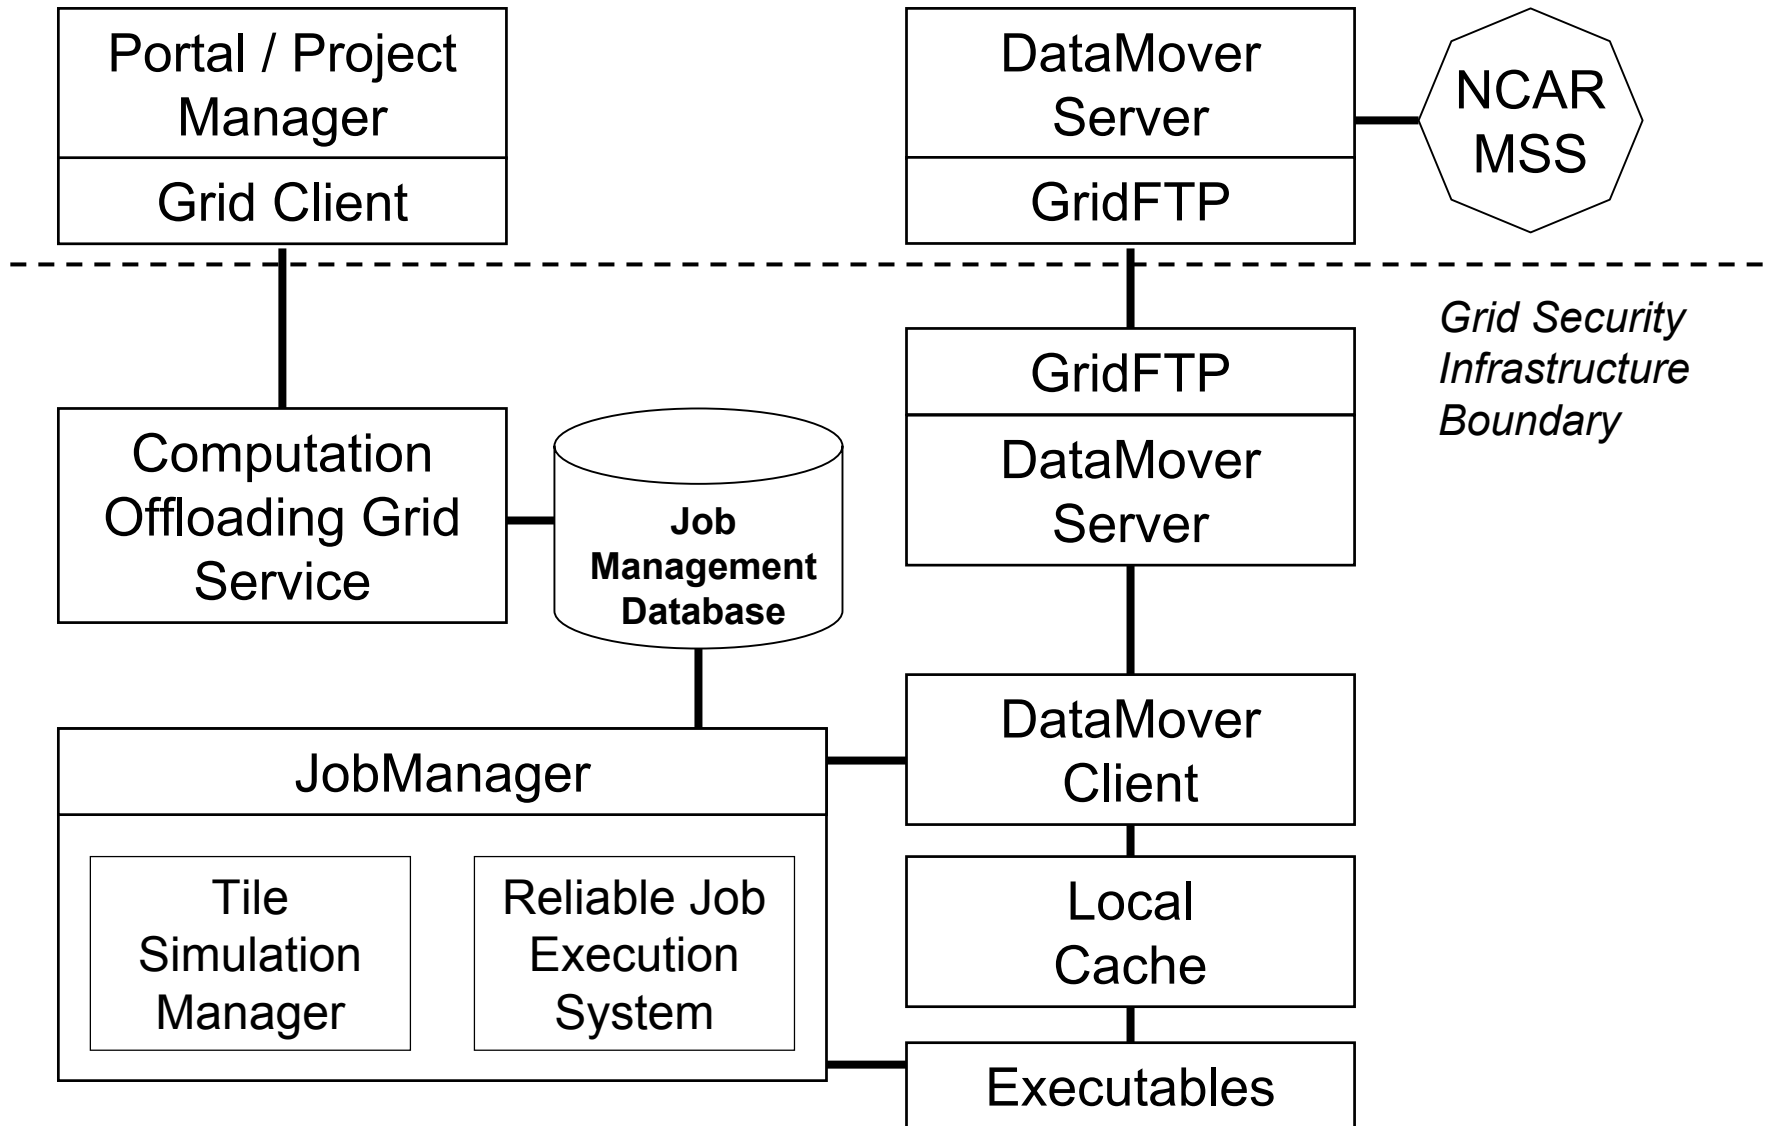 Portal / Project
Manager
Grid Client
DataMover
Server
GridFTP
NCAR
MSS
Grid Security
Infrastructure
Boundary
GridFTP
DataMover
Server
Computation
Offloading Grid
Service
Job
Management
Database
JobManager
Tile
Simulation
Manager
Reliable Job
Execution
System
DataMover
Client
Local
Cache
Executables